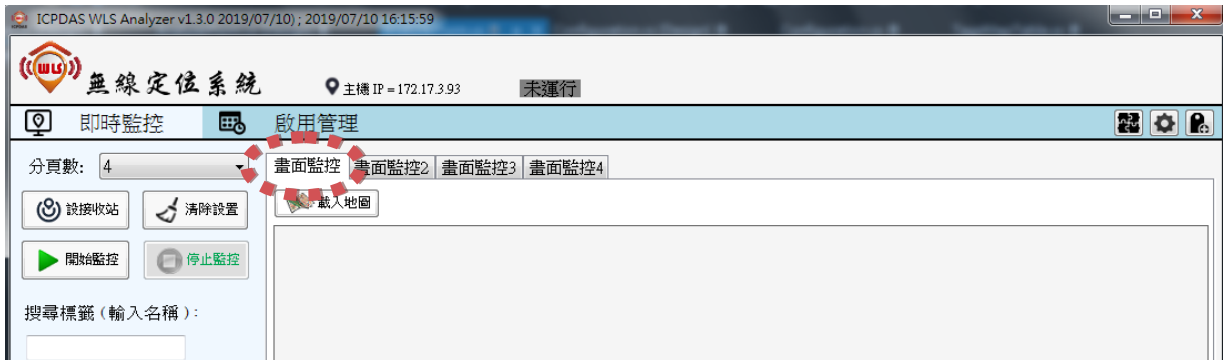 ICPDAS WLS Analyzer v1.3.0 2019/07/10) ; 2019/07/10 16:15:59
WLS
無線定位系統
主機 IP = 172.17.3.93
未運行
即時監控
啟用管理
分頁數: 4
畫面監控 畫面監控2 畫面監控3 畫面監控4
設接收站 清除設置
載入地圖
開始監控 停止監控
搜尋標籤 ( 輸入名稱 ) :